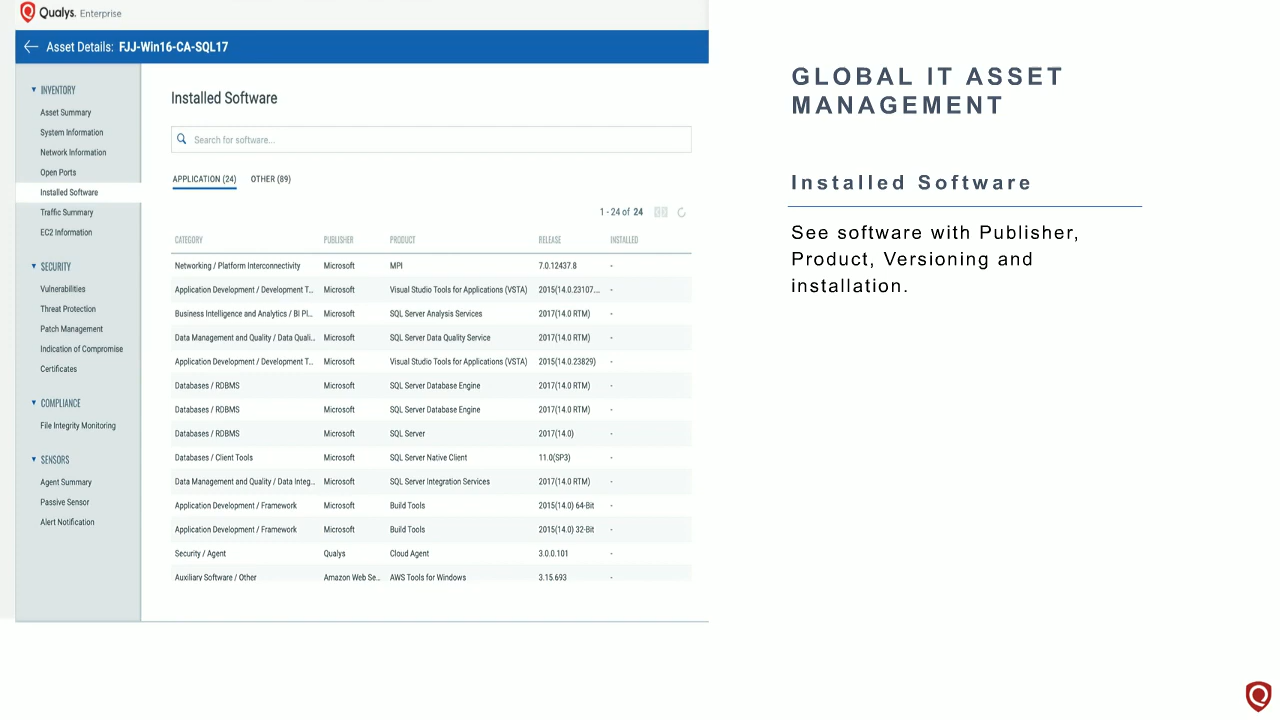 Qualys. Enterprise
Asset Details: FJJ-Win16-CA-SQL17
INVENTORY
Asset Summary
System Information
Network Information
Open Ports
Installed Software
Traffic Summary
EC2 Information
SECURITY
Vulnerabilities
Threat Protection
Patch Management
Indication of Compromise
Certificates
COMPLIANCE
File Integrity Monitoring
SENSORS
Agent Summary
Passive Sensor
Alert Notification
Installed Software
Search for software...
APPLICATION (24) OTHER (89)
1 - 24 of 24
CATEGORY PUBLISHER PRODUCT RELEASE INSTALLED
Networking / Platform Interconnectivity Microsoft MPI 7.0.12437.8 -
Application Development / Development T... Microsoft Visual Studio Tools for Applications (VSTA) 2015(14.0.23107... -
Business Intelligence and Analytics / BI Pl... Microsoft SQL Server Analysis Services 2017(14.0 RTM) -
Data Management and Quality / Data Quali... Microsoft SQL Server Data Quality Service 2017(14.0 RTM) -
Application Development / Development T... Microsoft Visual Studio Tools for Applications (VSTA) 2015(14.0.23829) -
Databases / RDBMS Microsoft SQL Server Database Engine 2017(14.0 RTM) -
Databases / RDBMS Microsoft SQL Server Database Engine 2017(14.0 RTM) -
Databases / RDBMS Microsoft SQL Server 2017(14.0) -
Databases / Client Tools Microsoft SQL Server Native Client 11.0(SP3) -
Data Management and Quality / Data Integ... Microsoft SQL Server Integration Services 2017(14.0 RTM) -
Application Development / Framework Microsoft Build Tools 2015(14.0) 64-Bit -
Application Development / Framework Microsoft Build Tools 2015(14.0) 32-Bit -
Security / Agent Qualys Cloud Agent 3.0.0.101 -
Auxiliary Software / Other Amazon Web Se... AWS Tools for Windows 3.15.693 -
GLOBAL IT ASSET
MANAGEMENT
Installed Software
See software with Publisher,
Product, Versioning and
installation.